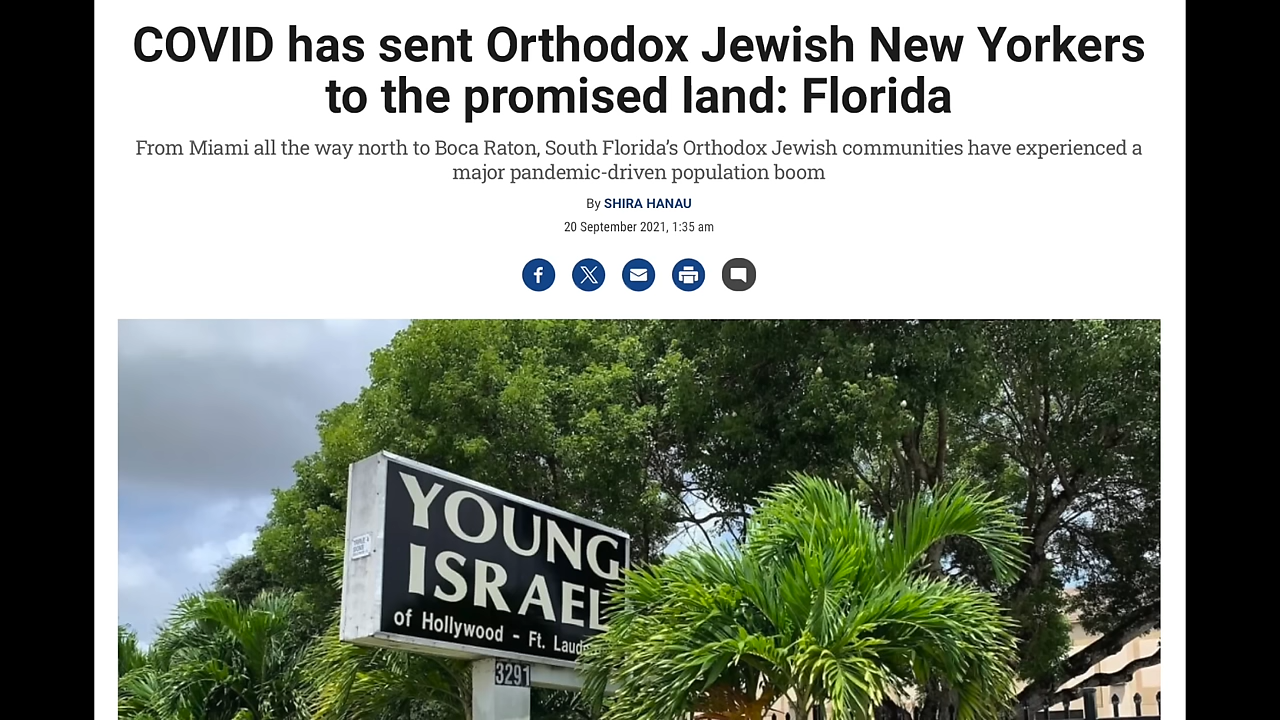 COVID has sent Orthodox Jewish New Yorkers
to the promised land: Florida
From Miami all the way north to Boca Raton, South Florida’s Orthodox Jewish communities have experienced a
major pandemic-driven population boom
By SHIRA HANAU
20 September 2021, 1:35 am
YOUNG
ISRAEL
of Hollywood - Ft. Laud
3291